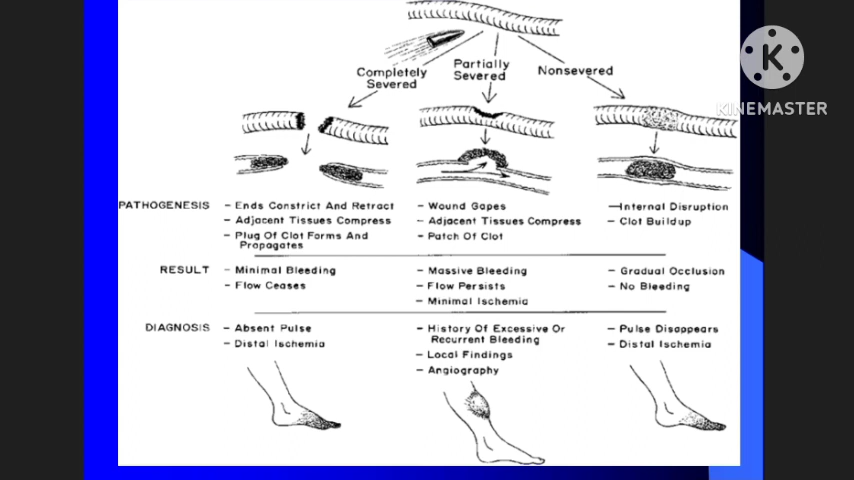 K
KINEMASTER
Completely
Severed
Partially
Severed
Nonsevered
PATHOGENESIS
- Ends Constrict And Retract
- Adjacent Tissues Compress
- Plug Of Clot Forms And
Propagates
- Wound Gapes
- Adjacent Tissues Compress
- Patch Of Clot
- Internal Disruption
- Clot Buildup
RESULT
- Minimal Bleeding
- Flow Ceases
- Massive Bleeding
- Flow Persists
- Minimal Ischemia
- Gradual Occlusion
- No Bleeding
DIAGNOSIS
- Absent Pulse
- Distal Ischemia
- History Of Excessive Or
Recurrent Bleeding
- Local Findings
- Angiography
- Pulse Disappears
- Distal Ischemia